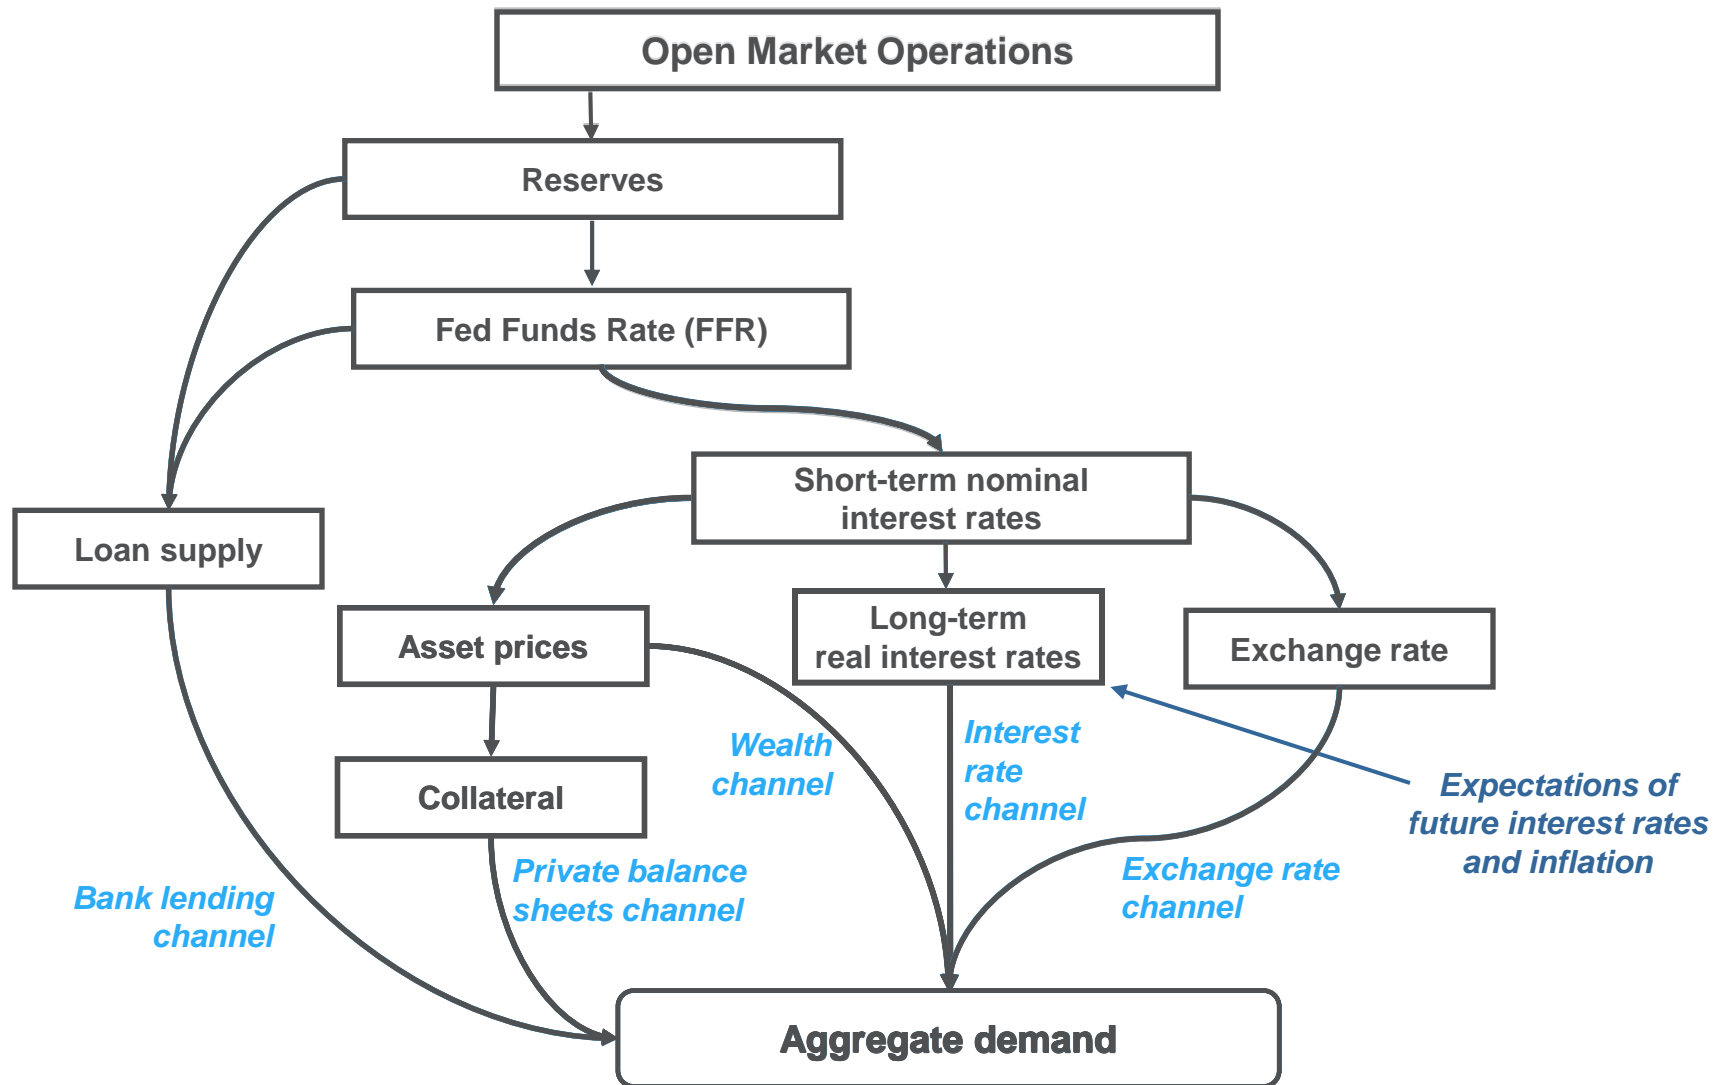 Open Market Operations
Reserves
Fed Funds Rate (FFR)
Short-term nominal
interest rates
Loan supply
Asset prices
Long-term
real interest rates
Exchange rate
Wealth
channel
Interest
rate
channel
Collateral
Expectations of
future interest rates
and inflation
Bank lending
channel
Private balance
sheets channel
Exchange rate
channel
Aggregate demand